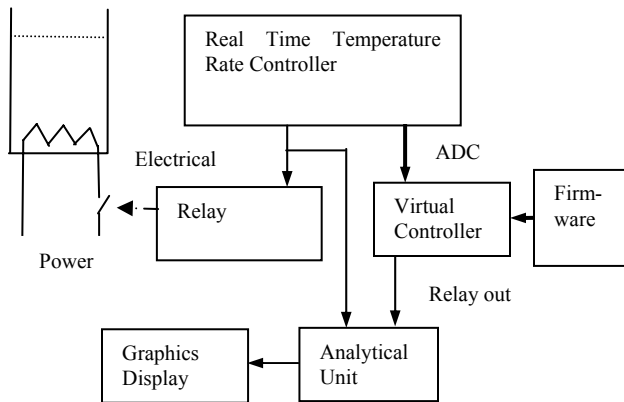 Real Time Temperature
Rate Controller
Electrical
ADC
Relay
Virtual
Controller
Firm-
ware
Power
Relay out
Graphics
Display
Analytical
Unit